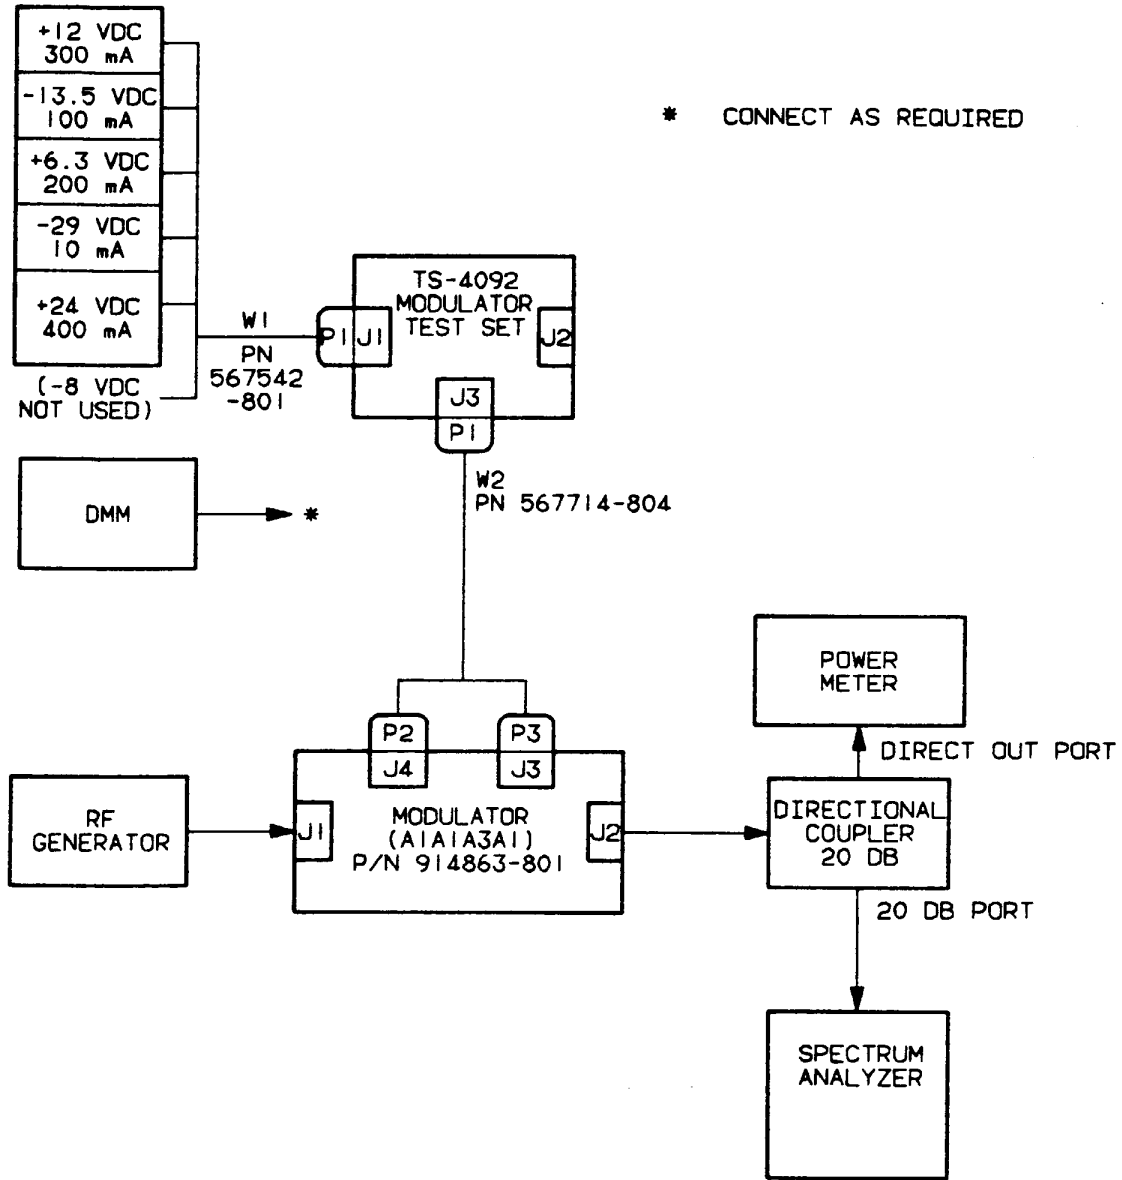 +12 VDC
300 mA
-13.5 VDC
100 mA
+6.3 VDC
200 mA
-29 VDC
10 mA
+24 VDC
400 mA
(-8 VDC
NOT USED)
* CONNECT AS REQUIRED
W1
PN
567542
-801
P1
J1
TS-4092
MODULATOR
TEST SET
J2
J3
P1
W2
PN 567714-804
DMM
*
POWER
METER
DIRECT OUT PORT
P2
J4
P3
J3
RF
GENERATOR
J1
MODULATOR
(A1A1A3A1)
P/N 914863-801
J2
DIRECTIONAL
COUPLER
20 DB
20 DB PORT
SPECTRUM
ANALYZER